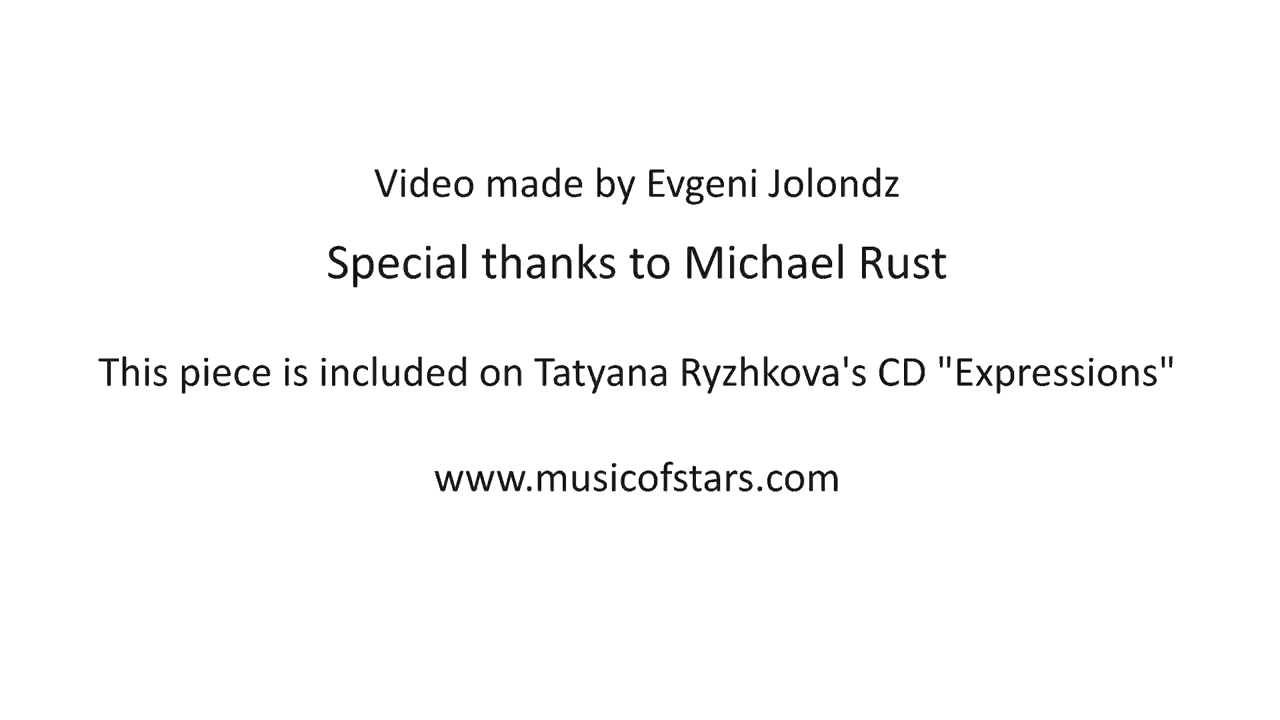 Video made by Evgeni Jolondz
Special thanks to Michael Rust
This piece is included on Tatyana Ryzhkova's CD "Expressions"
www.musicofstars.com